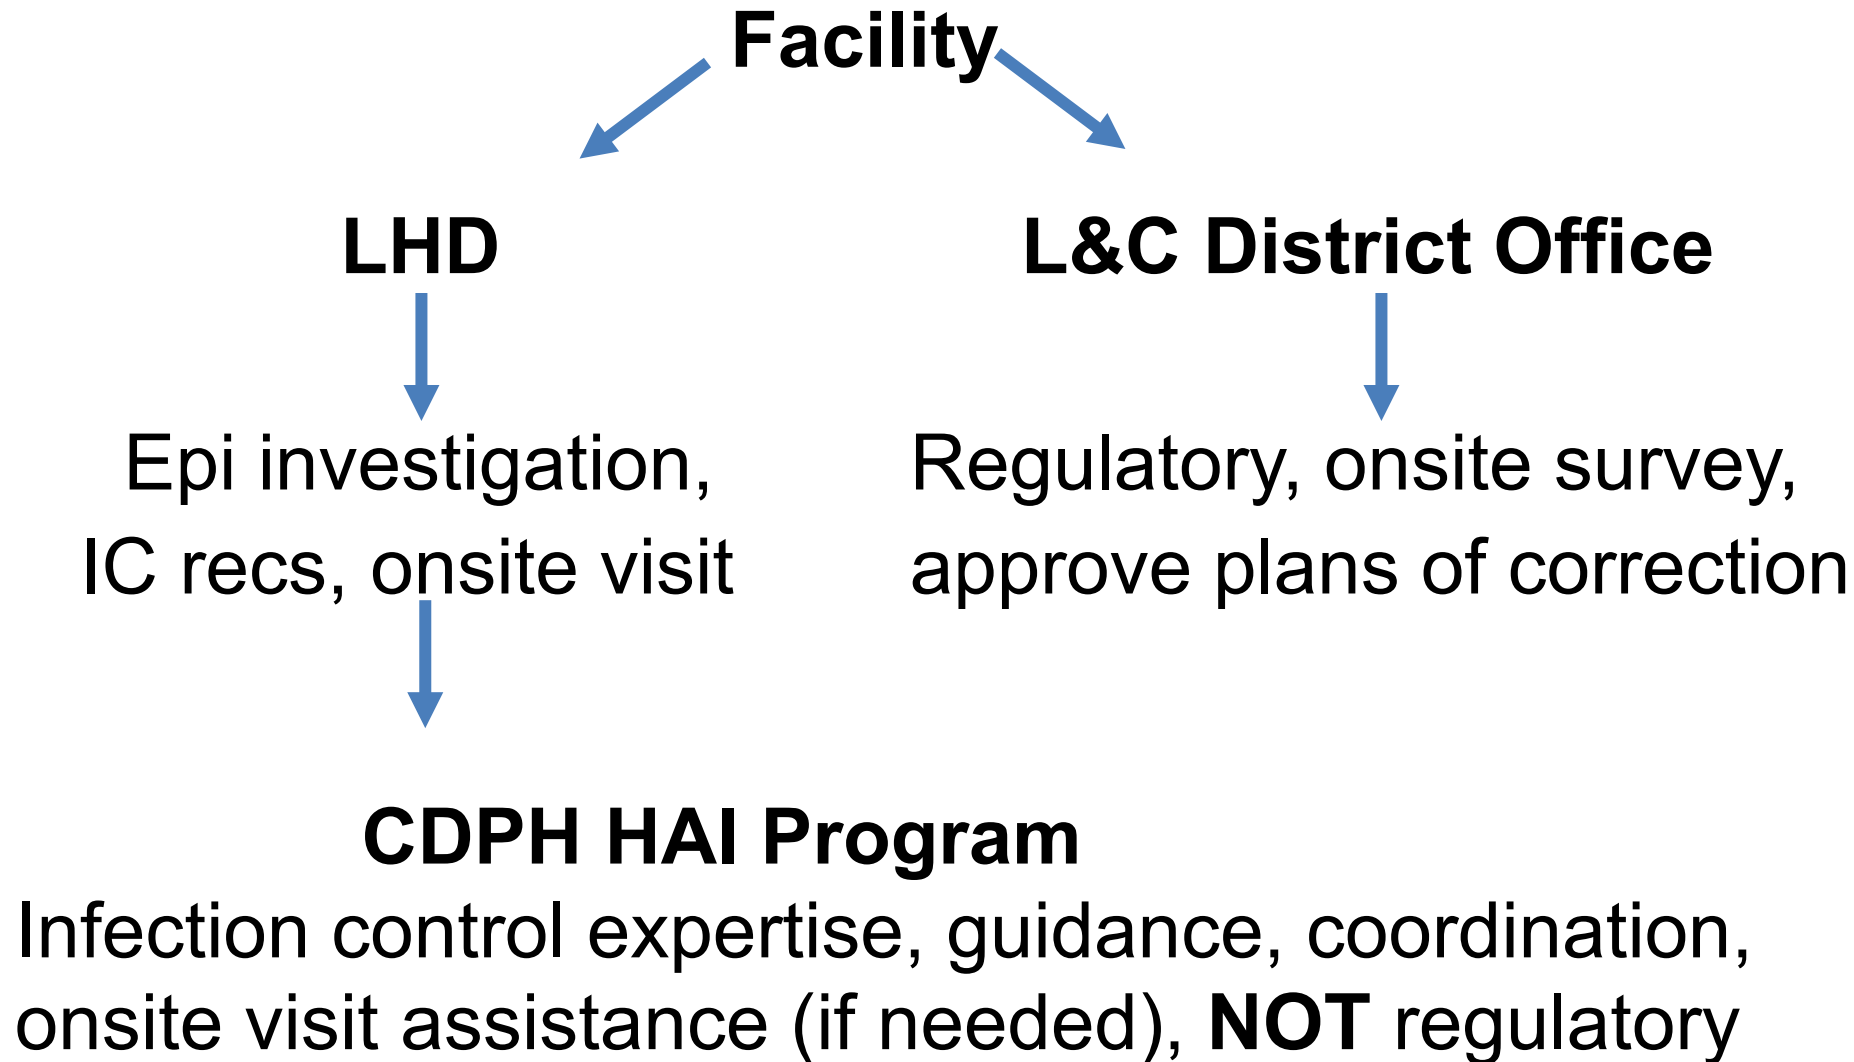 Facility
LHD
L&C District Office
Epi investigation,
IC recs, onsite visit
Regulatory, onsite survey,
approve plans of correction
CDPH HAI Program
Infection control expertise, guidance, coordination,
onsite visit assistance (if needed), NOT regulatory